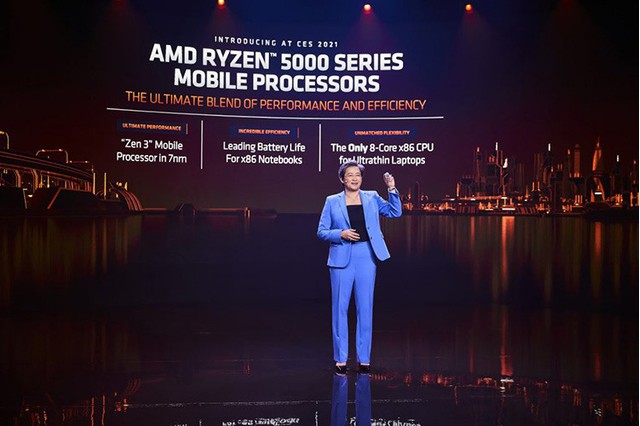 INTRODUCING AT CES 2021
AMD RYZEN™ 5000 SERIES
MOBILE PROCESSORS
THE ULTIMATE BLEND OF PERFORMANCE AND EFFICIENCY
ULTIMATE PERFORMANCE
"Zen 3" Mobile
Processor in 7nm
INCREDIBLE EFFICIENCY
Leading Battery Life
For x86 Notebooks
UNMATCHED FLEXIBILITY
The Only 8-Core x86 CPU
for Ultrathin Laptops